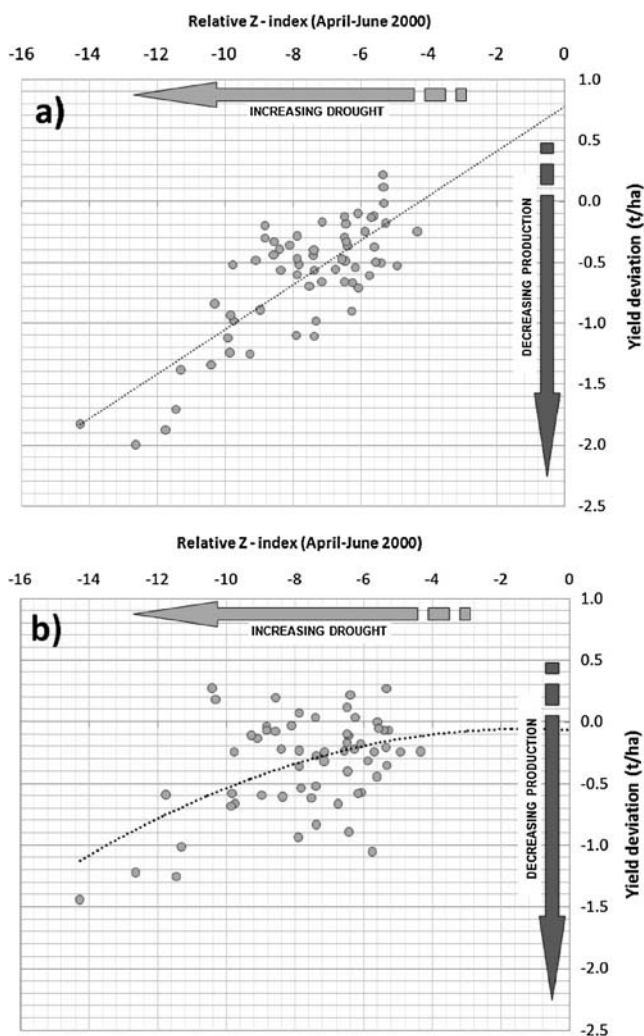 Relative Z - index (April-June 2000)
-16 -14 -12 -10 -8 -6 -4 -2 0
a)
INCREASING DROUGHT
DECREASING PRODUCTION
Yield deviation (t/ha)
1.0
0.5
0.0
-0.5
-1.0
-1.5
-2.0
-2.5
Relative Z - index (April-June 2000)
-16 -14 -12 -10 -8 -6 -4 -2 0
b)
INCREASING DROUGHT
DECREASING PRODUCTION
Yield deviation (t/ha)
1.0
0.5
0.0
-0.5
-1.0
-1.5
-2.0
-2.5